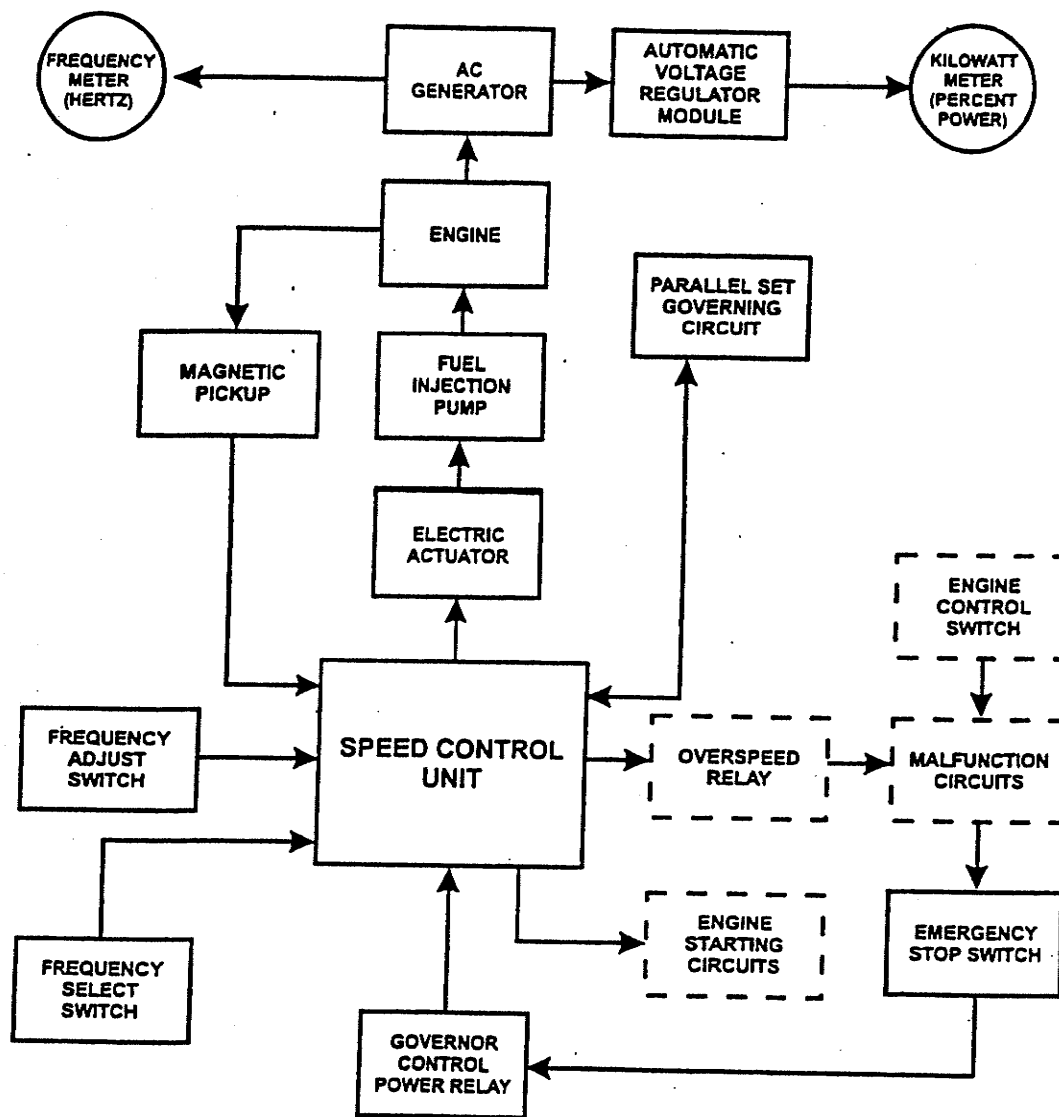 FREQUENCY
METER
(HERTZ)
AC
GENERATOR
AUTOMATIC
VOLTAGE
REGULATOR
MODULE
KILOWATT
METER
(PERCENT
POWER)
ENGINE
PARALLEL SET
GOVERNING
CIRCUIT
MAGNETIC
PICKUP
FUEL
INJECTION
PUMP
ELECTRIC
ACTUATOR
ENGINE
CONTROL
SWITCH
FREQUENCY
ADJUST
SWITCH
SPEED CONTROL
UNIT
OVERSPEED
RELAY
MALFUNCTION
CIRCUITS
FREQUENCY
SELECT
SWITCH
ENGINE
STARTING
CIRCUITS
EMERGENCY
STOP SWITCH
GOVERNOR
CONTROL
POWER RELAY